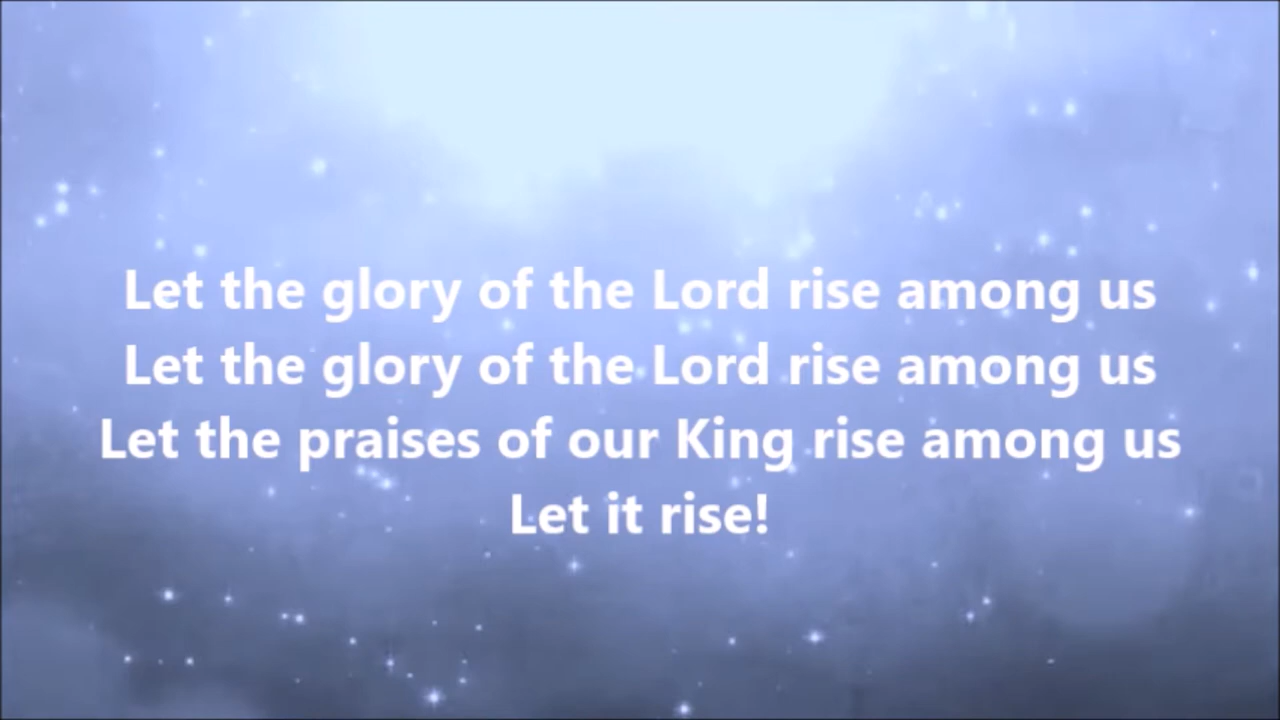 Let the glory of the Lord rise among us
Let the glory of the Lord rise among us
Let the praises of our King rise among us
Let it rise!